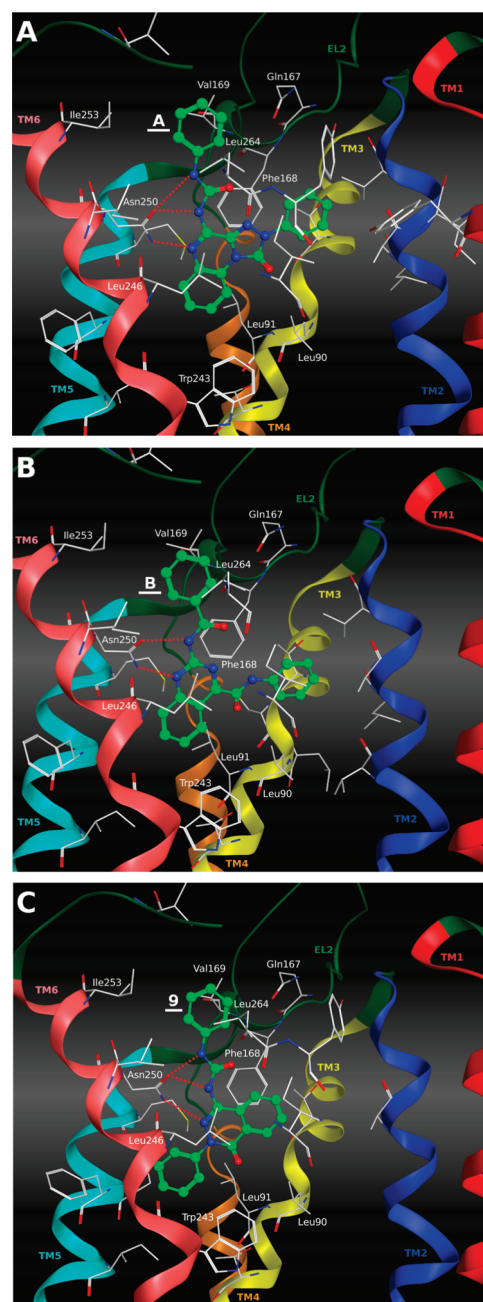 A
EL2
TM1
Gln167
Val169
TM6
Ile253
A
TM3
Leu264
Phe168
Asn250
Leu246
Leu91
Leu90
TM5
Trp243
TM2
TM4
B
EL2
Gln167
TM1
TM6
Ile253
Val169
Leu264
B
TM3
Asn250
Phe168
Leu246
Leu91
Trp243
Leu90
TM5
TM2
TM4
C
EL2
TM1
Gln167
Val169
TM6
Ile253
9
Leu264
Phe168
TM3
Asn250
Leu246
Leu91
Trp243
Leu90
TM5
TM2
TM4